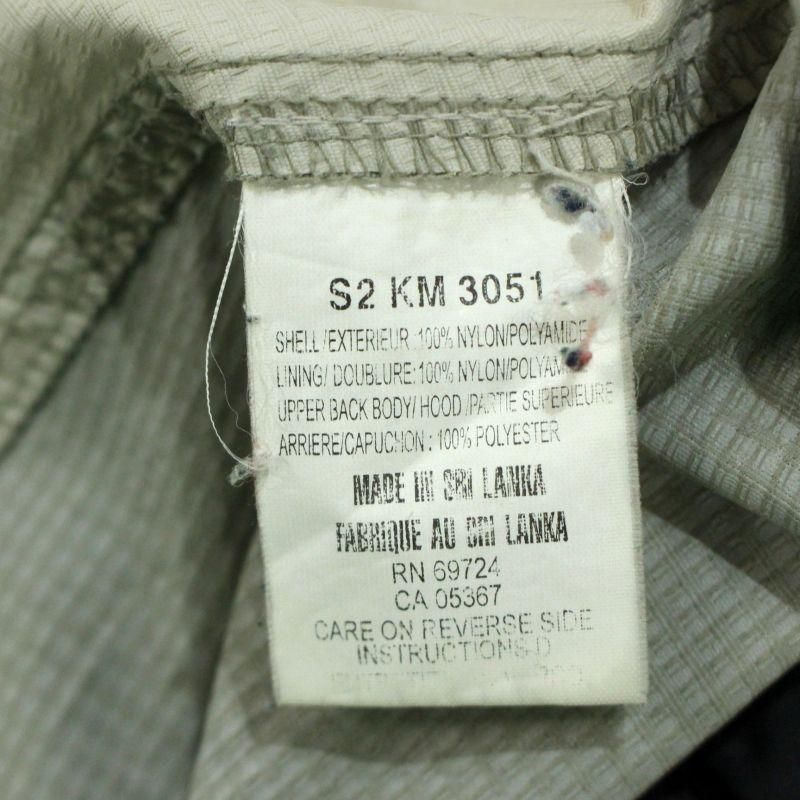 S2 KM 3051
SHELL/EXTERIEUR:100% NYLON/POLYAMIDE
LINING/ DOUBLURE:100% NYLON/POLYAM
UPPER BACK BODY/ HOOD /PARTIE SUPERIEURE
ARRIERE/CAPUCHON : 100% POLYESTER
MADE IN SRI LANKA
FABRIQUE AU SRI LANKA
RN 69724
CA 05367
CARE ON REVERSE SIDE
INSTRUCTIONS-D